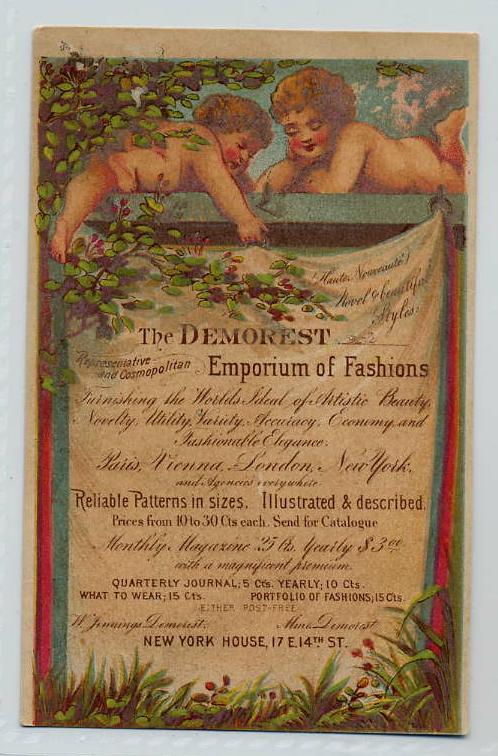 Hautes Nouveautés
Novel & beautiful
Styles.
The DEMOREST
Representative
and Cosmopolitan
Emporium of Fashions
Furnishing the Worlds Ideal of Artistic Beauty,
Novelty, Utility, Variety, Accuracy, Economy, and
Fashionable Elegance.
Paris, Vienna, London, New York,
and Agencies everywhere.
Reliable Patterns in sizes. Illustrated & described.
Prices from 10 to 30 Cts each. Send for Catalogue
Monthly Magazine 25 Cts. Yearly $3.00
with a magnificent premium.
QUARTERLY JOURNAL; 5 Cts. YEARLY; 10 Cts.
WHAT TO WEAR; 15 Cts. PORTFOLIO OF FASHIONS; 15 Cts.
EITHER POST-FREE
W. Jennings Demorest. Mme. Demorest
NEW YORK HOUSE, 17 E. 14TH ST.